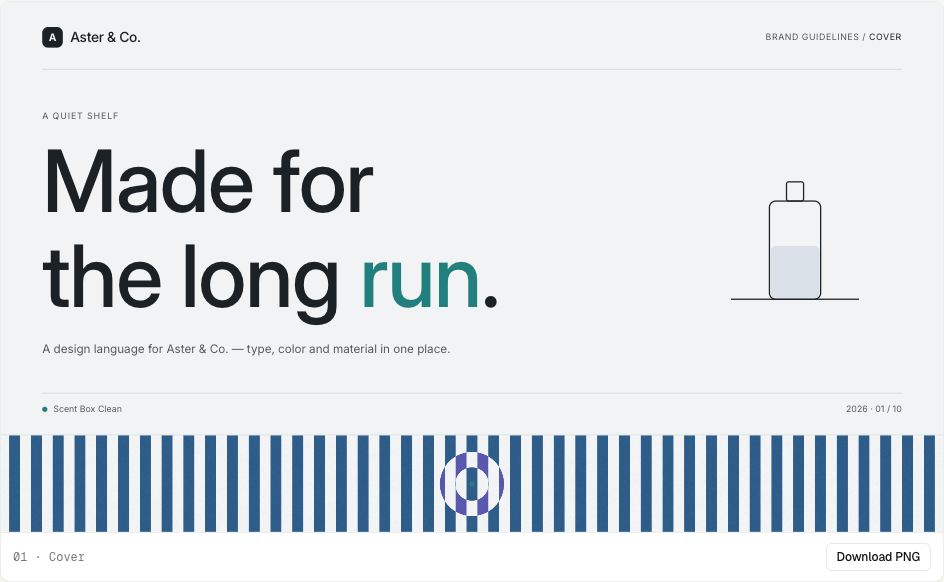 A Aster & Co.
BRAND GUIDELINES / COVER
A QUIET SHELF
Made for
the long run.
A design language for Aster & Co. — type, color and material in one place.
Scent Box Clean
2026 · 01 / 10
01 · Cover
Download PNG